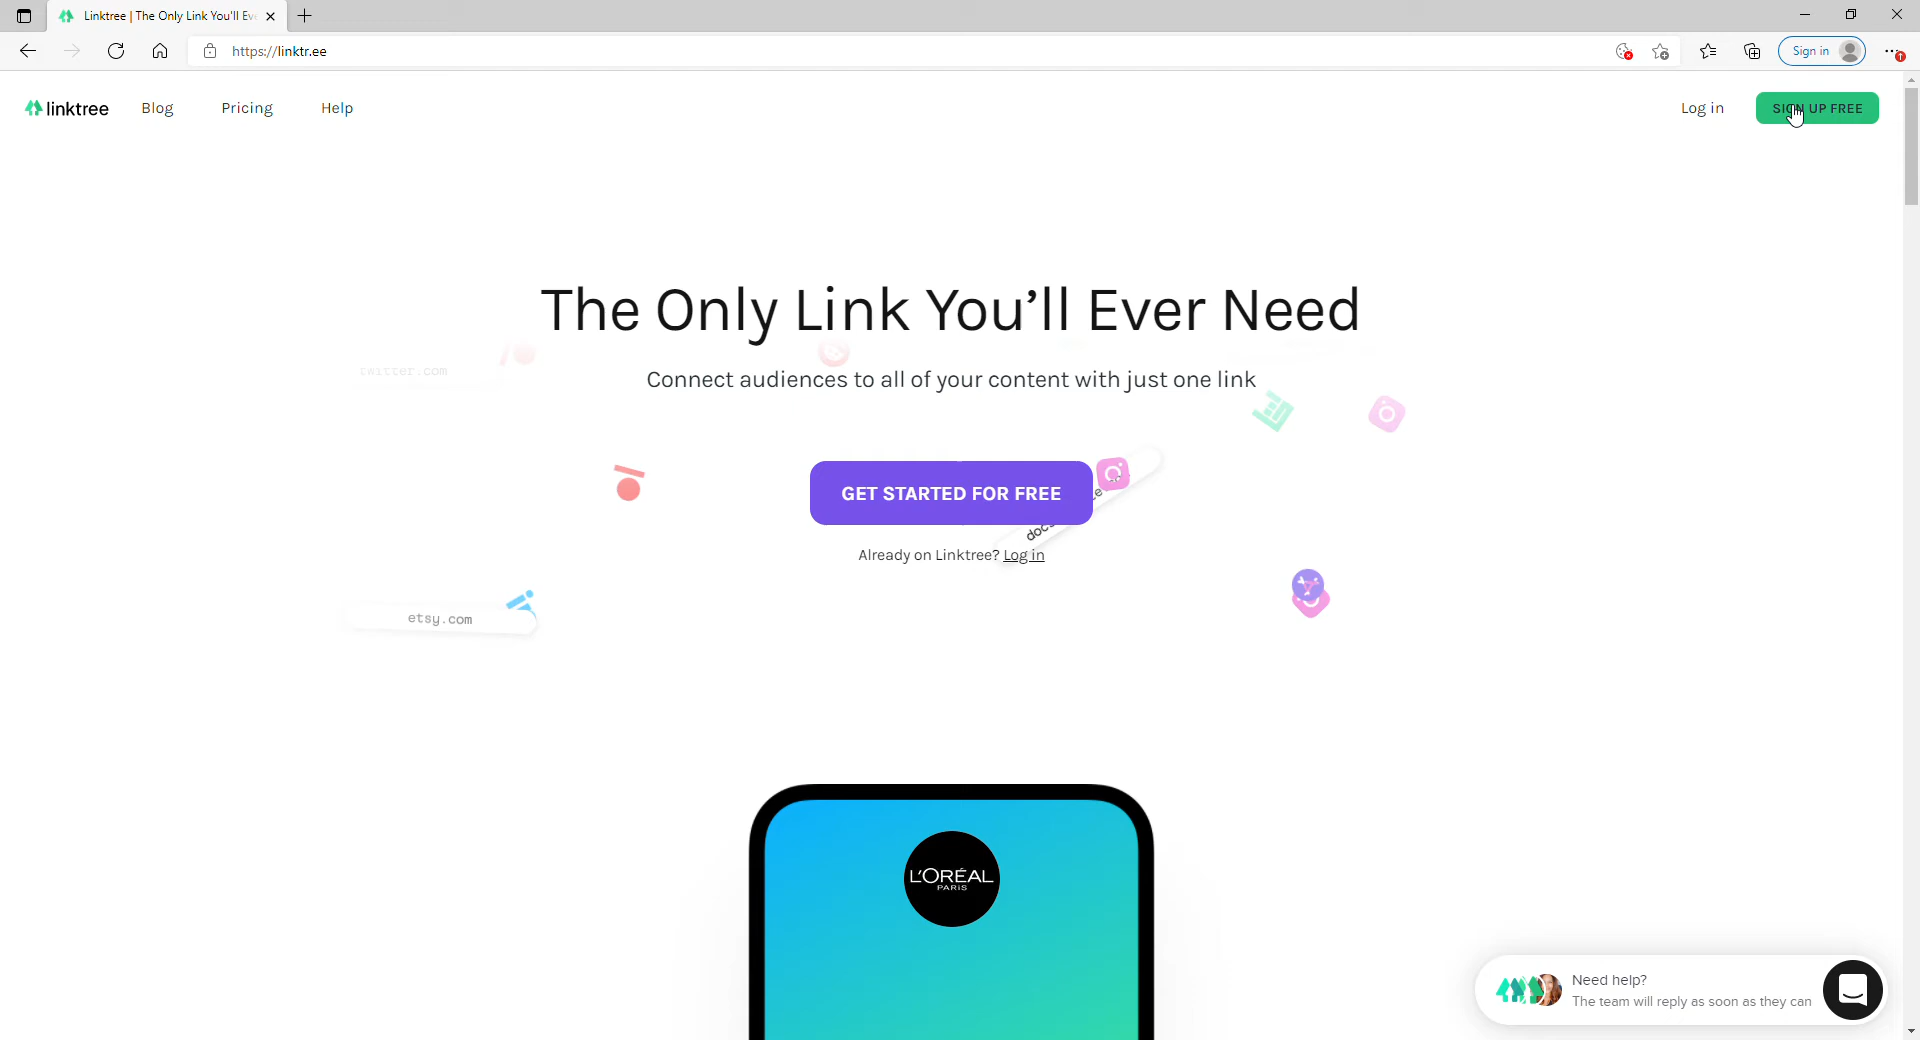 Linktree | The Only Link You'll Eve
https://linktr.ee
Sign in
linktree
Blog
Pricing
Help
Log in
SIGN UP FREE
The Only Link You’ll Ever Need
twitter.com
Connect audiences to all of your content with just one link
GET STARTED FOR FREE
Already on Linktree? Log in
etsy.com
L'ORÉAL
PARIS
Need help?
The team will reply as soon as they can